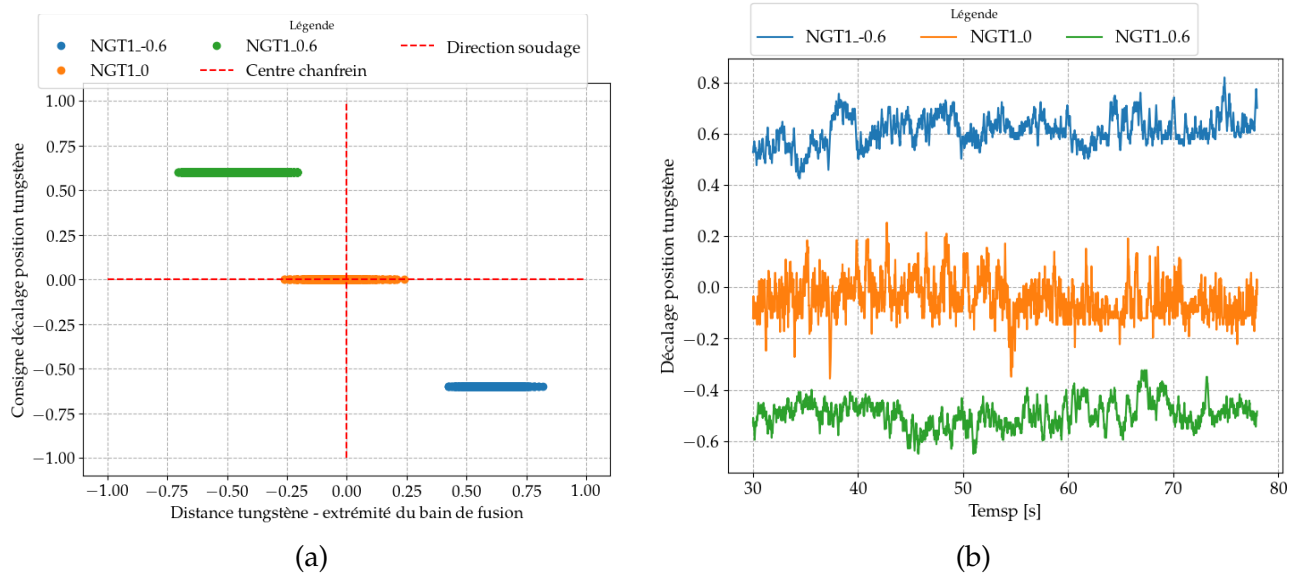 Légende
NGT1_-0.6
NGT1_0.6
Direction soudage
NGT1_0
Centre chanfrein
1.00
0.75
0.50
0.25
0.00
−0.25
−0.50
−0.75
−1.00
Consigne décalage position tungstène
−1.00 −0.75 −0.50 −0.25 0.00 0.25 0.50 0.75 1.00
Distance tungstène - extrémité du bain de fusion
(a)
Légende
NGT1_-0.6 NGT1_0 NGT1_0.6
0.8
0.6
0.4
0.2
0.0
−0.2
−0.4
−0.6
Décalage position tungstène
30 40 50 60 70 80
Temsp [s]
(b)